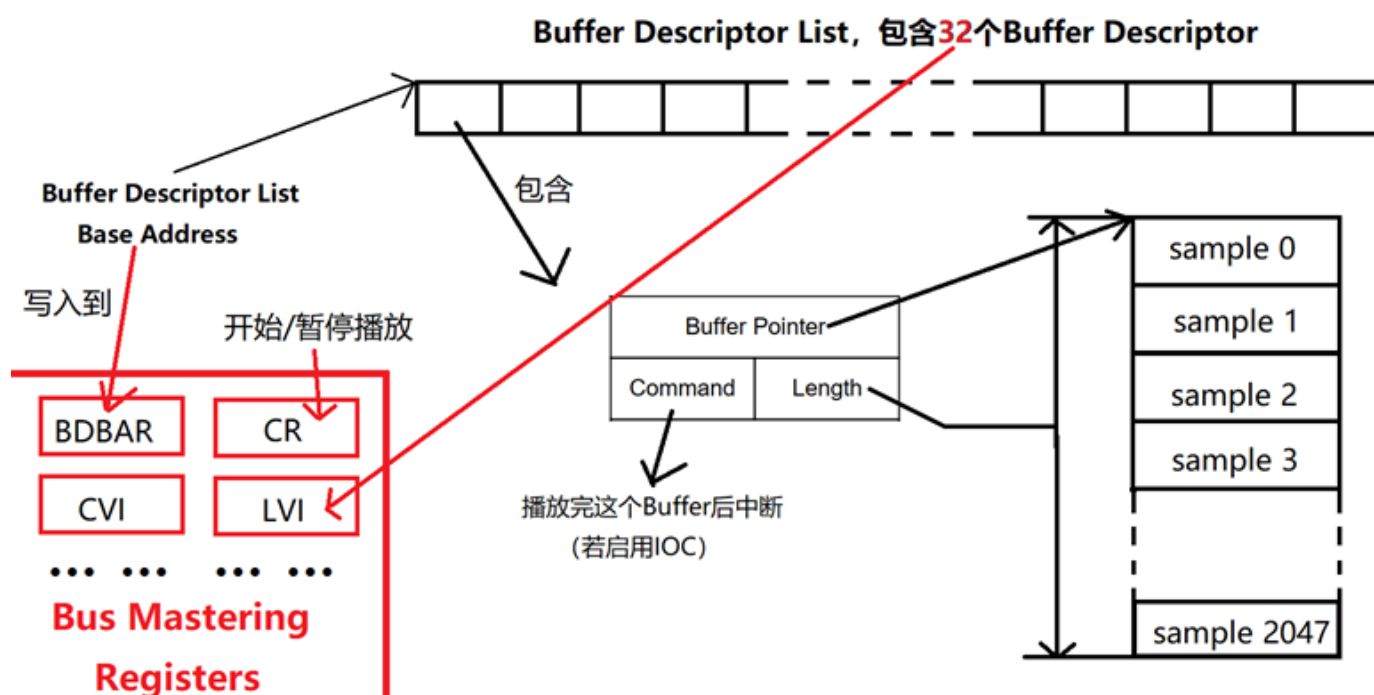 Buffer Descriptor List，包含32个Buffer Descriptor
Buffer Descriptor List
Base Address
包含
写入到
开始/暂停播放
BDBAR
CR
CVI
LVI
••• •••
••• •••
Bus Mastering
Registers
Buffer Pointer
Command
Length
播放完这个Buffer后中断
（若启用IOC）
sample 0
sample 1
sample 2
sample 3
sample 2047